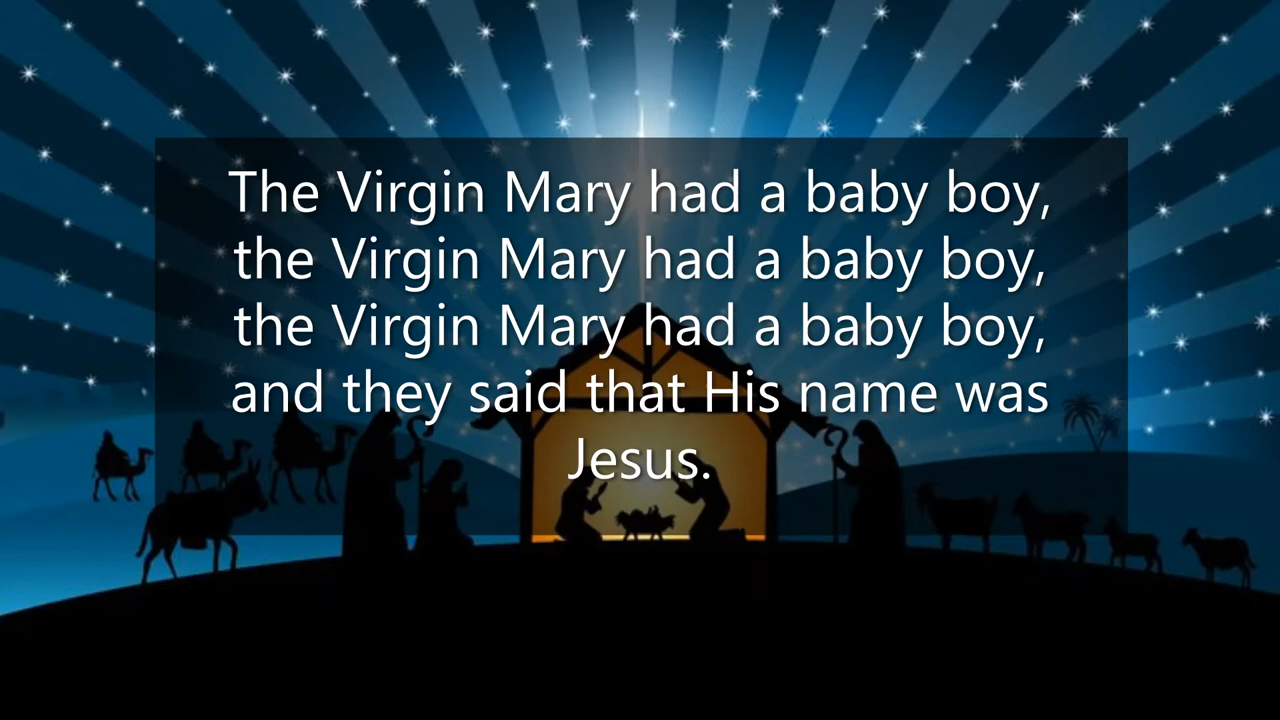 The Virgin Mary had a baby boy,
the Virgin Mary had a baby boy,
the Virgin Mary had a baby boy,
and they said that His name was
Jesus.